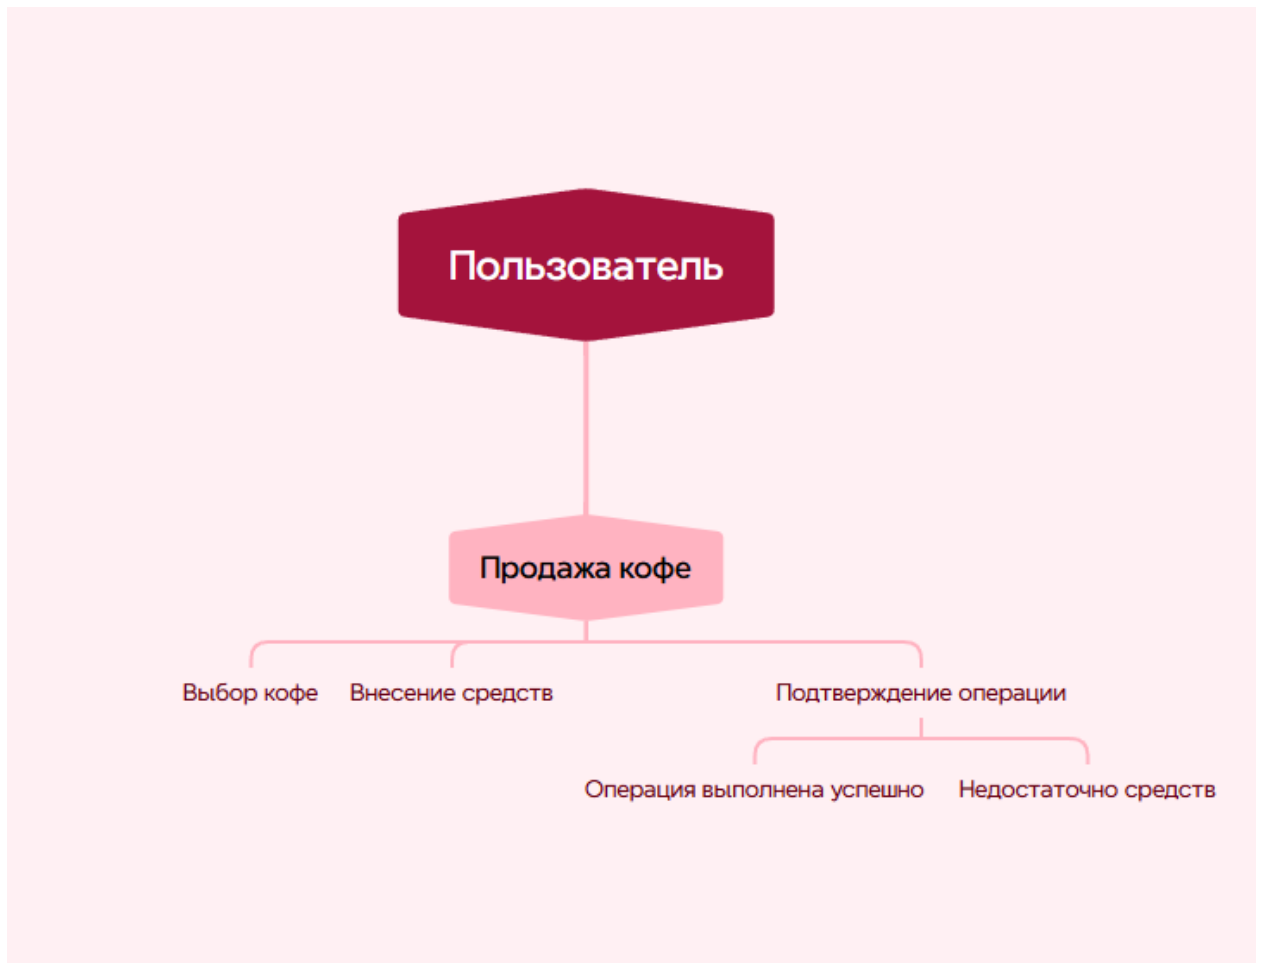 Пользователь
Продажа кофе
Выбор кофе
Внесение средств
Подтверждение операции
Операция выполнена успешно
Недостаточно средств